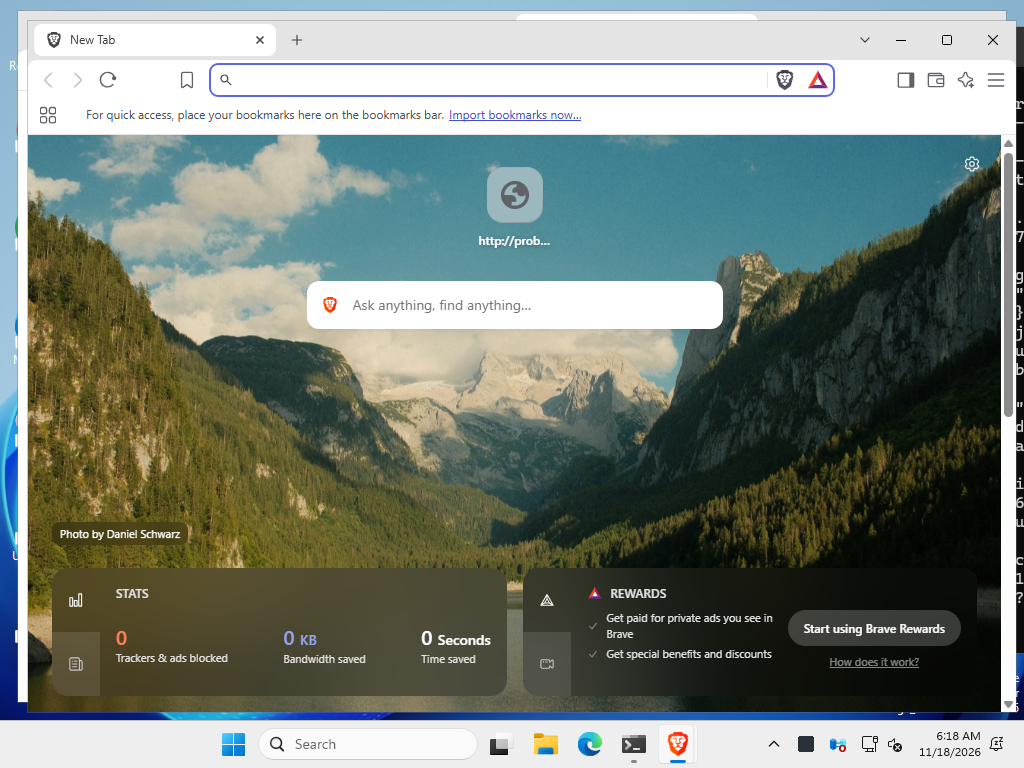 New Tab
For quick access, place your bookmarks here on the bookmarks bar. Import bookmarks now...
http://prob...
Ask anything, find anything...
Photo by Daniel Schwarz
STATS
0
Trackers & ads blocked
0 KB
Bandwidth saved
0 Seconds
Time saved
REWARDS
Get paid for private ads you see in
Brave
Get special benefits and discounts
Start using Brave Rewards
How does it work?
Search
6:18 AM
11/18/2026